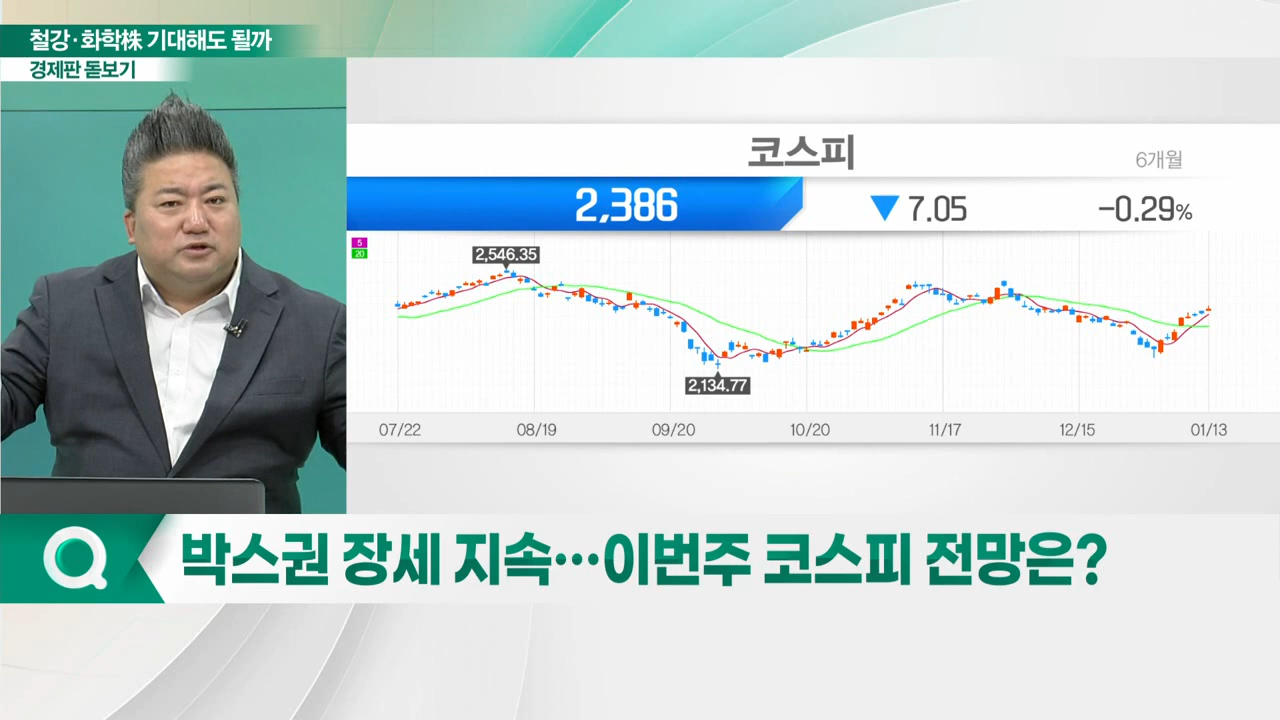 철강·화학株 기대해도 될까
경제판 돋보기
코스피
6개월
2,386
▼ 7.05
-0.29%
5
20
2,546.35
2,134.77
07/22
08/19
09/20
10/20
11/17
12/15
01/13
박스권 장세 지속…이번주 코스피 전망은?